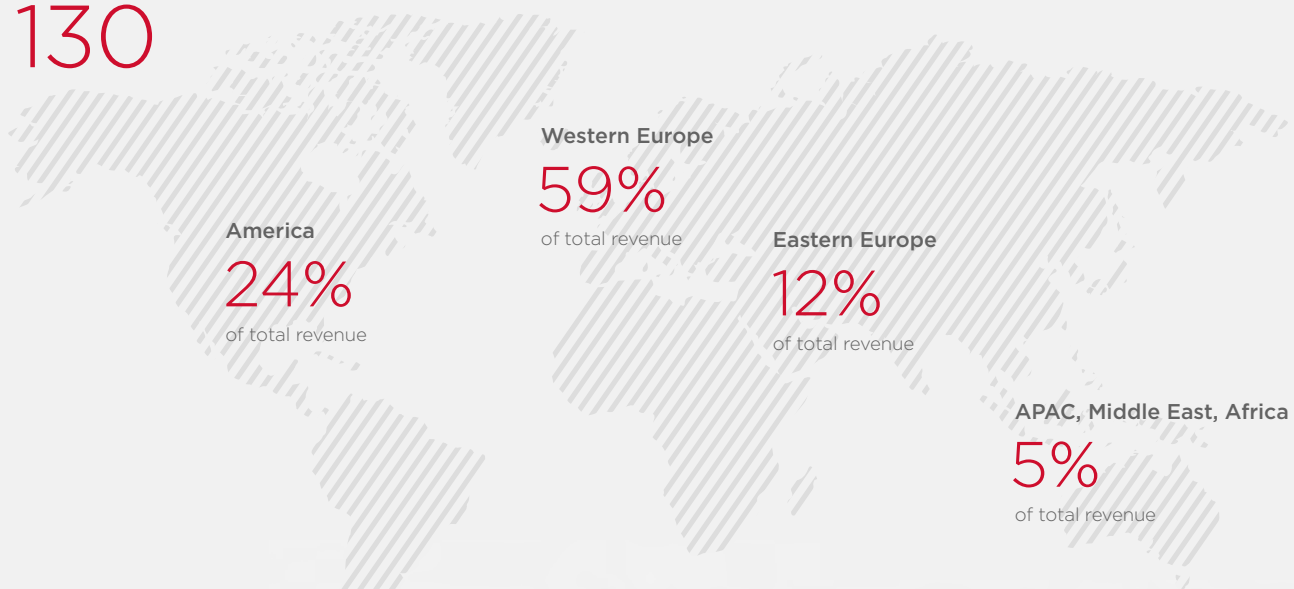 130
Western Europe
59%
of total revenue
America
24%
of total revenue
Eastern Europe
12%
of total revenue
APAC, Middle East, Africa
5%
of total revenue